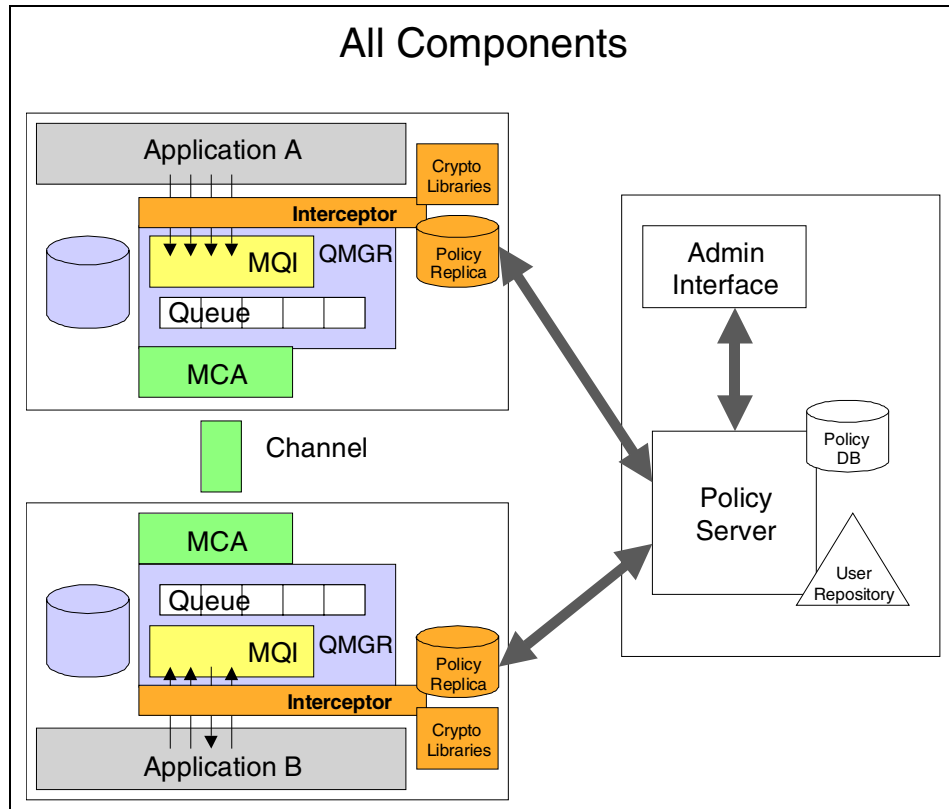 All Components
Application A
Crypto
Libraries
Interceptor
MQI
QMGR
Policy
Replica
Queue
MCA
Channel
MCA
Queue
MQI
QMGR
Policy
Replica
Interceptor
Crypto
Libraries
Application B
Admin
Interface
Policy
DB
Policy
Server
User
Repository